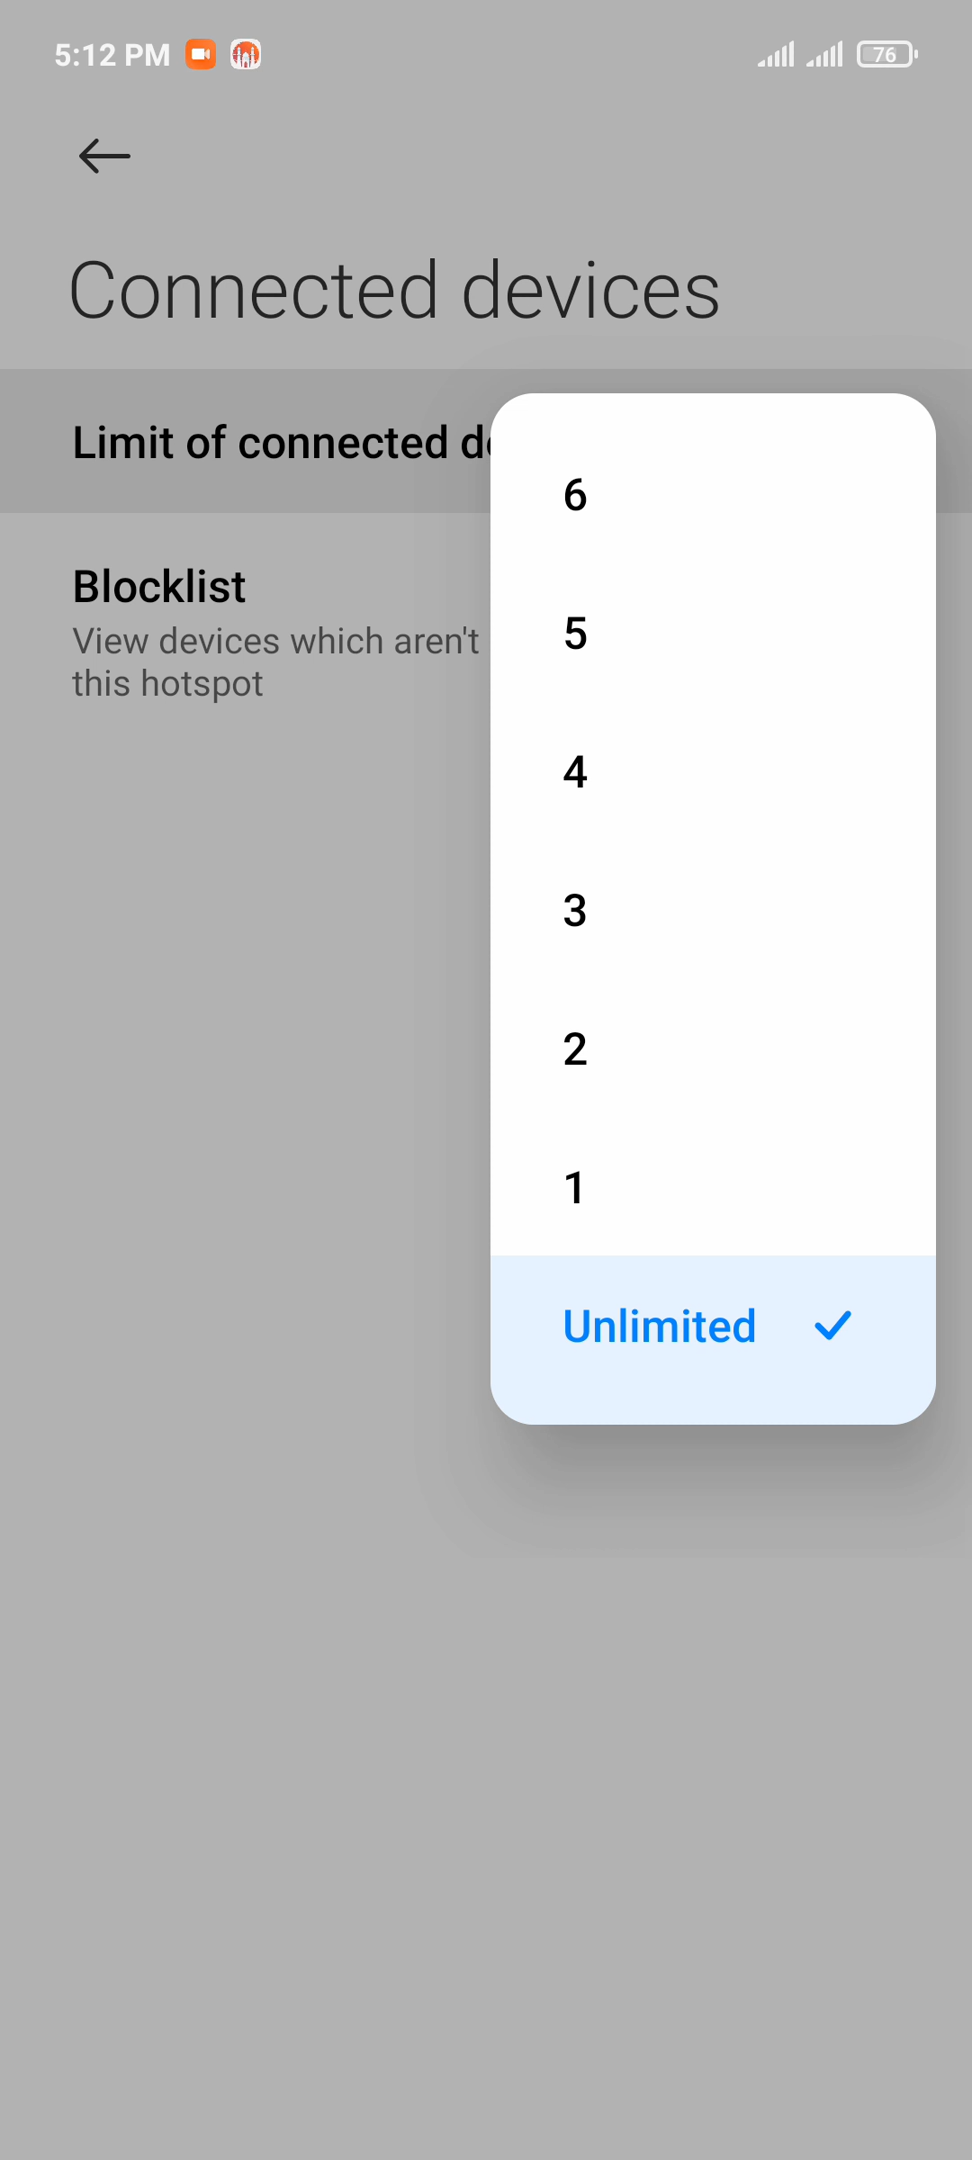 5:12 PM
76
Connected devices
Limit of connected
6
5
4
3
2
1
Unlimited
Blocklist
View devices which aren't
this hotspot